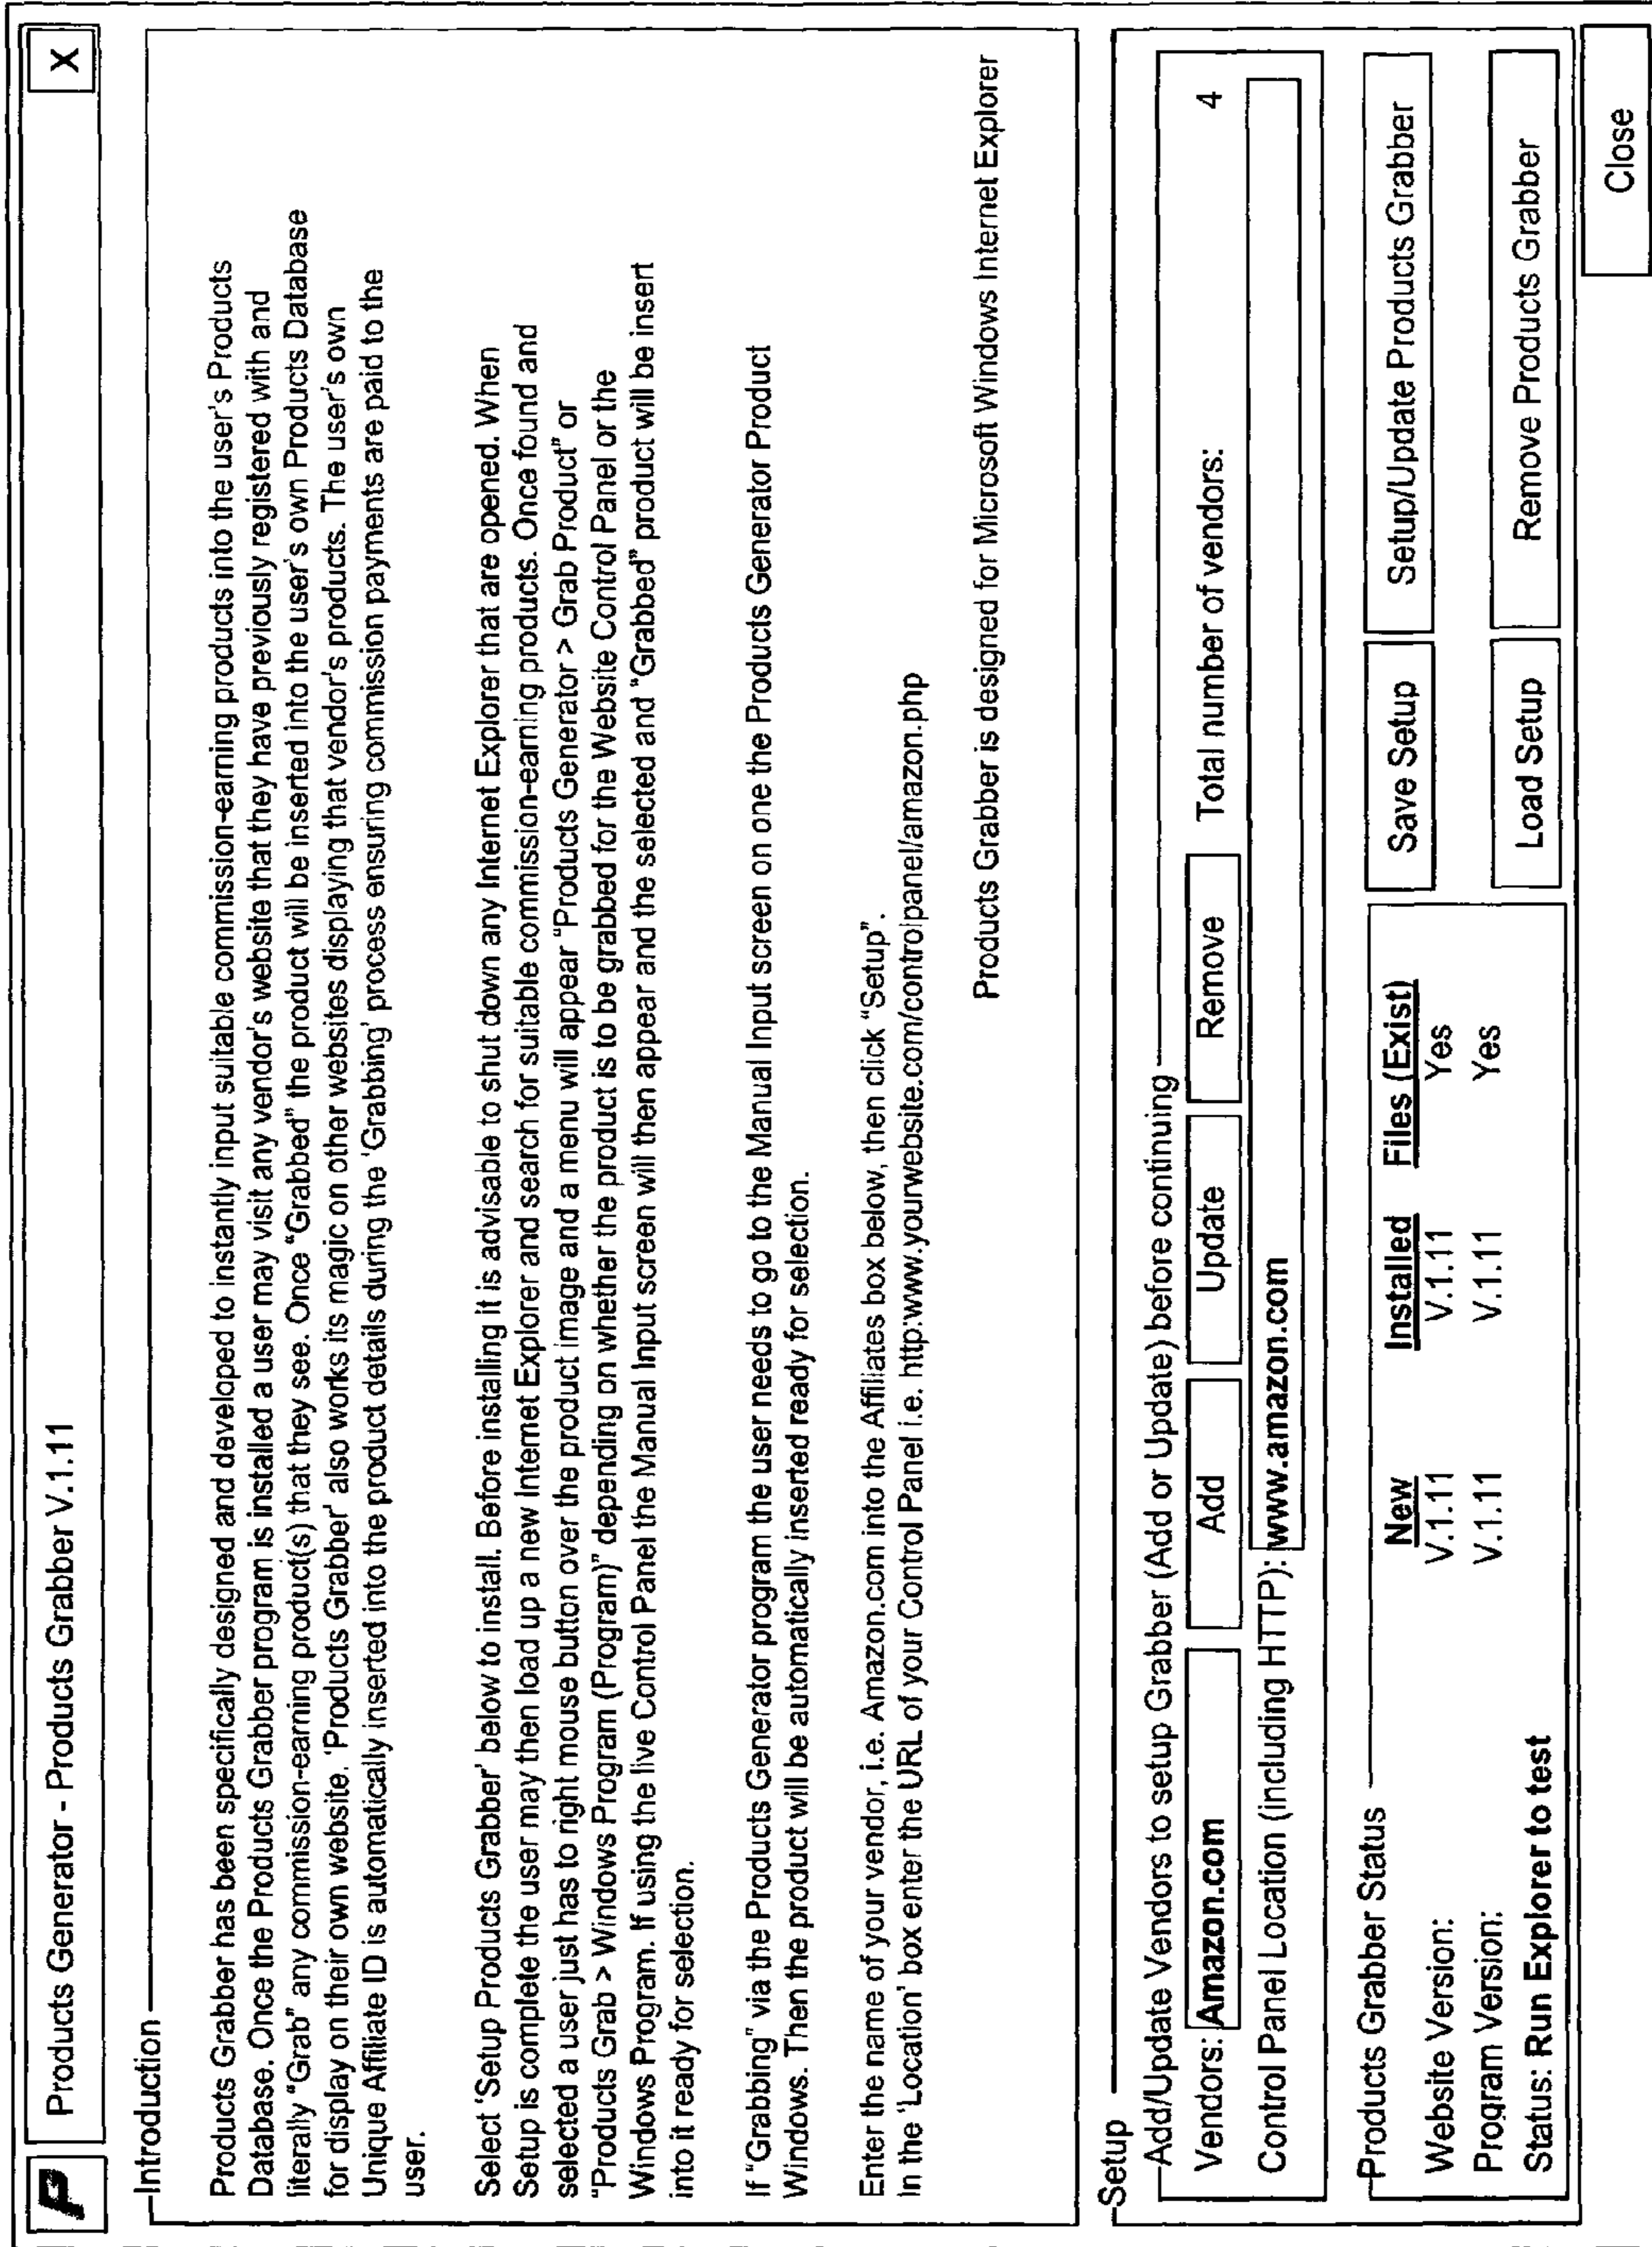 P
Products Generator - Products Grabber V.1.11
X
Introduction
Products Grabber has been specifically designed and developed to instantly input suitable commission-earning products into the user's Products
Database. Once the Products Grabber program is installed a user may visit any vendor's website that they have previously registered with and
literally "Grab" any commission-earning product(s) that they see. Once "Grabbed" the product will be inserted into the user's own Products Database
for display on their own website. 'Products Grabber' also works its magic on other websites displaying that vendor's products. The user's own
Unique Affiliate ID is automatically inserted into the product details during the 'Grabbing' process ensuring commission payments are paid to the
user.
Select 'Setup Products Grabber' below to install. Before installing it is advisable to shut down any Internet Explorer that are opened. When
Setup is complete the user may then load up a new Internet Explorer and search for suitable commission-earning products. Once found and
selected a user just has to right mouse button over the product image and a menu will appear "Products Generator > Grab Product" or
"Products Grab > Windows Program (Program)" depending on whether the product is to be grabbed for the Website Control Panel or the
Windows Program. If using the live Control Panel the Manual Input screen will then appear and the selected and "Grabbed" product will be insert
into it ready for selection.
If "Grabbing" via the Products Generator program the user needs to go to the Manual Input screen on one the Products Generator Product
Windows. Then the product will be automatically inserted ready for selection.
Enter the name of your vendor, i.e. Amazon.com into the Affiliates box below, then click "Setup".
In the 'Location' box enter the URL of your Control Panel i.e. http:www.yourwebsite.com/controlpanel/amazon.php
Products Grabber is designed for Microsoft Windows Internet Explorer
Setup
Add/Update Vendors to setup Grabber (Add or Update) before continuing
Vendors: Amazon.com Add Update Remove Total number of vendors: 4
Control Panel Location (including HTTP): www.amazon.com
Products Grabber Status
New Installed Files (Exist)
Website Version: V.1.11 V.1.11 Yes
Program Version: V.1.11 V.1.11 Yes
Status: Run Explorer to test
Save Setup Setup/Update Products Grabber
Load Setup Remove Products Grabber
Close